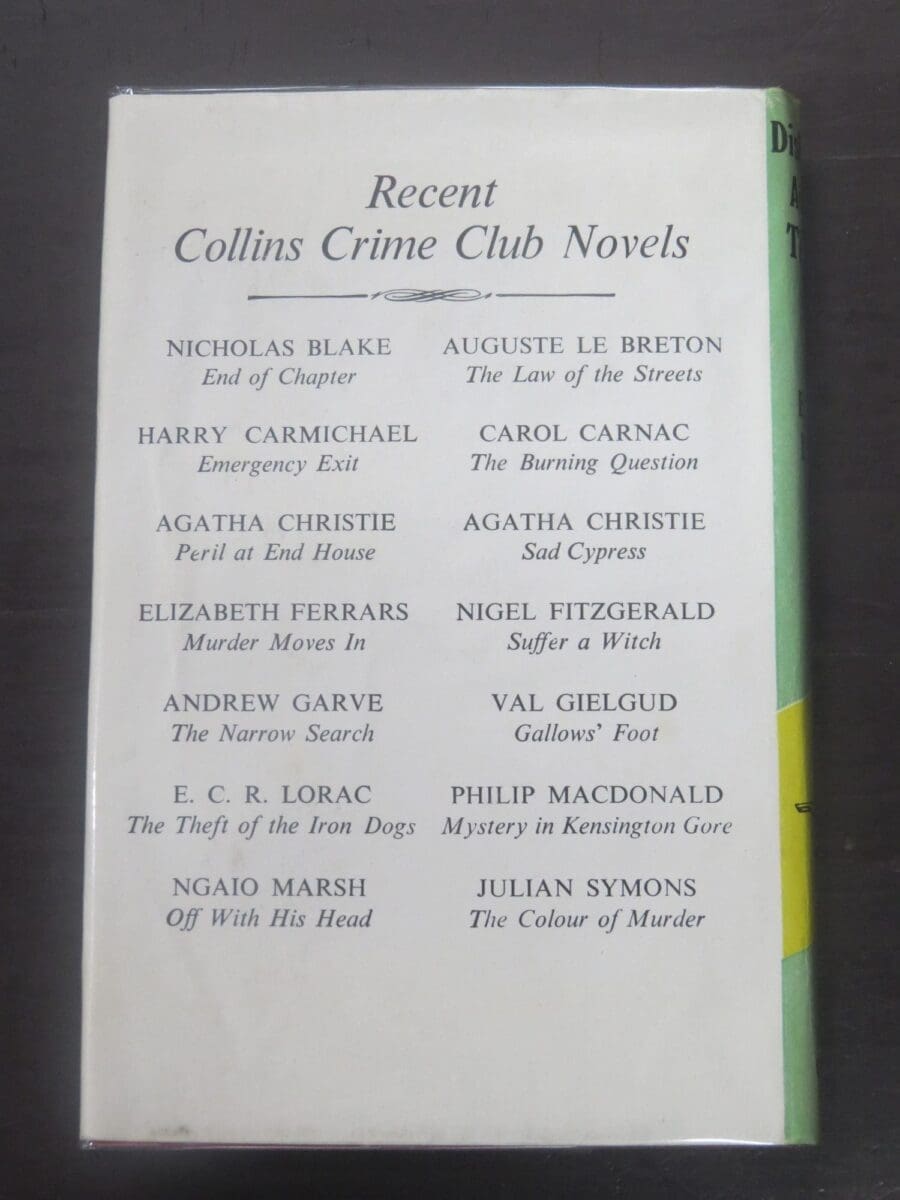 Recent
Collins Crime Club Novels
NICHOLAS BLAKE
End of Chapter
AUGUSTE LE BRETON
The Law of the Streets
HARRY CARMICHAEL
Emergency Exit
CAROL CARNAC
The Burning Question
AGATHA CHRISTIE
Peril at End House
AGATHA CHRISTIE
Sad Cypress
ELIZABETH FERRARS
Murder Moves In
NIGEL FITZGERALD
Suffer a Witch
ANDREW GARVE
The Narrow Search
VAL GIELGUD
Gallows' Foot
E. C. R. LORAC
The Theft of the Iron Dogs
PHILIP MACDONALD
Mystery in Kensington Gore
NGAIO MARSH
Off With His Head
JULIAN SYMONS
The Colour of Murder